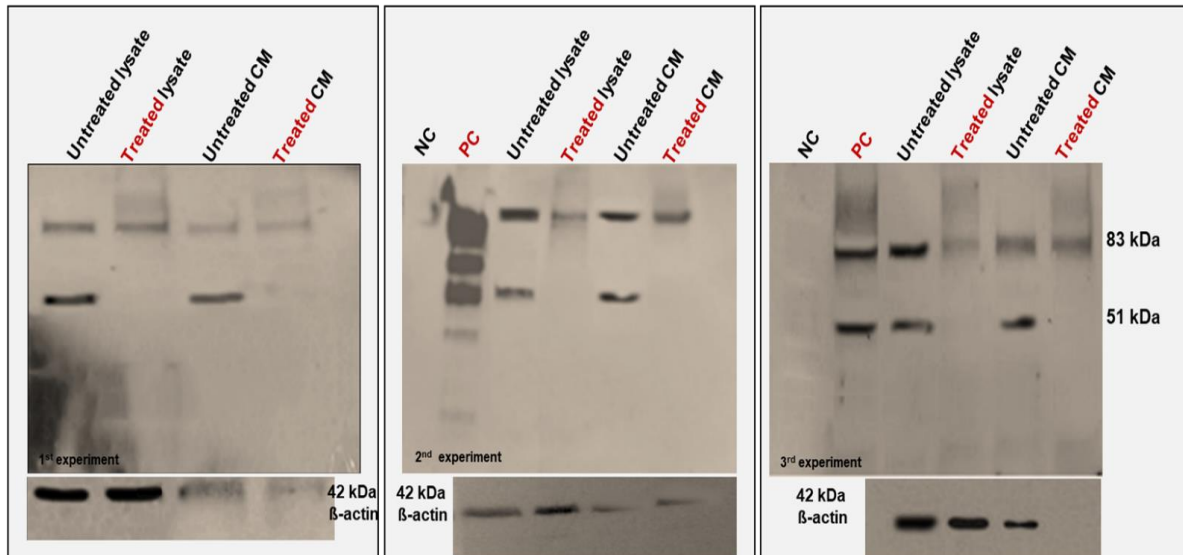 Untreated lysate
Treated lysate
Untreated CM
Treated CM
1st experiment
42 kDa
ß-actin
NC
PC
Untreated lysate
Treated lysate
Untreated CM
Treated CM
2nd experiment
42 kDa
ß-actin
NC
PC
Untreated lysate
Treated lysate
Untreated CM
Treated CM
83 kDa
51 kDa
3rd experiment
42 kDa
ß-actin